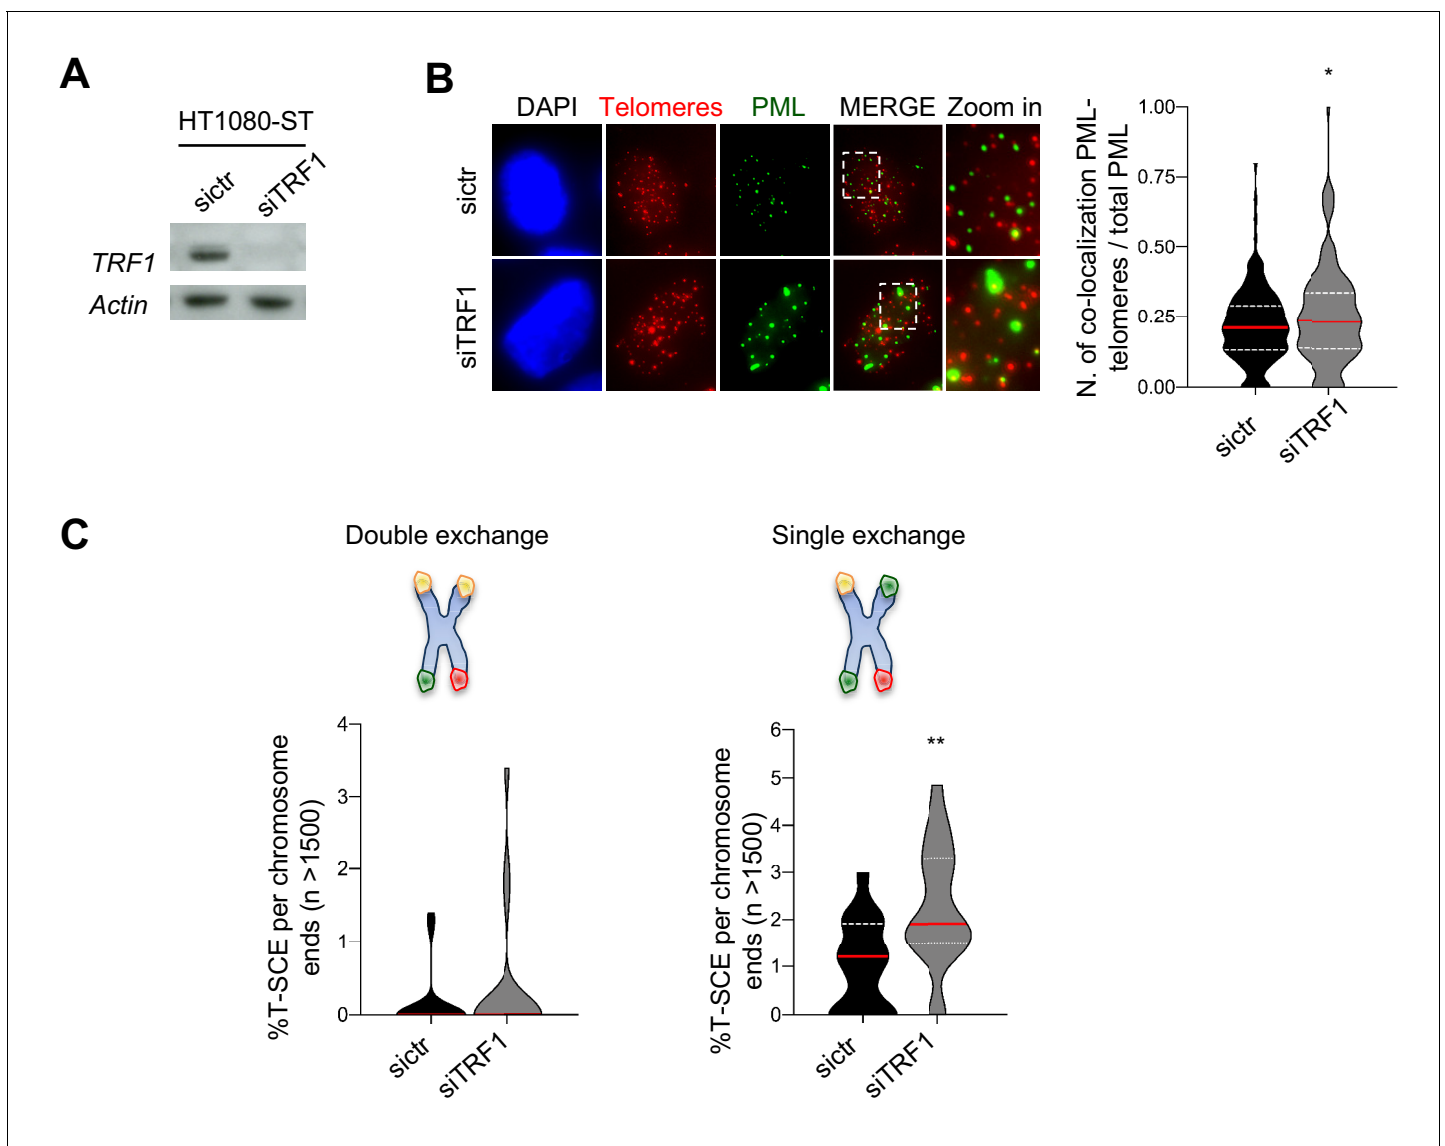 A
HT1080-ST
sictr
siTRF1
TRF1
Actin
B
DAPI
Telomeres
PML
MERGE
Zoom in
sictr
siTRF1
N. of co-localization PML-
telomeres / total PML
*
1.00
0.75
0.50
0.25
0.00
sictr
siTRF1
C
Double exchange
%T-SCE per chromosome
ends (n >1500)
4
3
2
1
0
sictr
siTRF1
Single exchange
%T-SCE per chromosome
ends (n >1500)
**
6
5
4
3
2
1
0
sictr
siTRF1